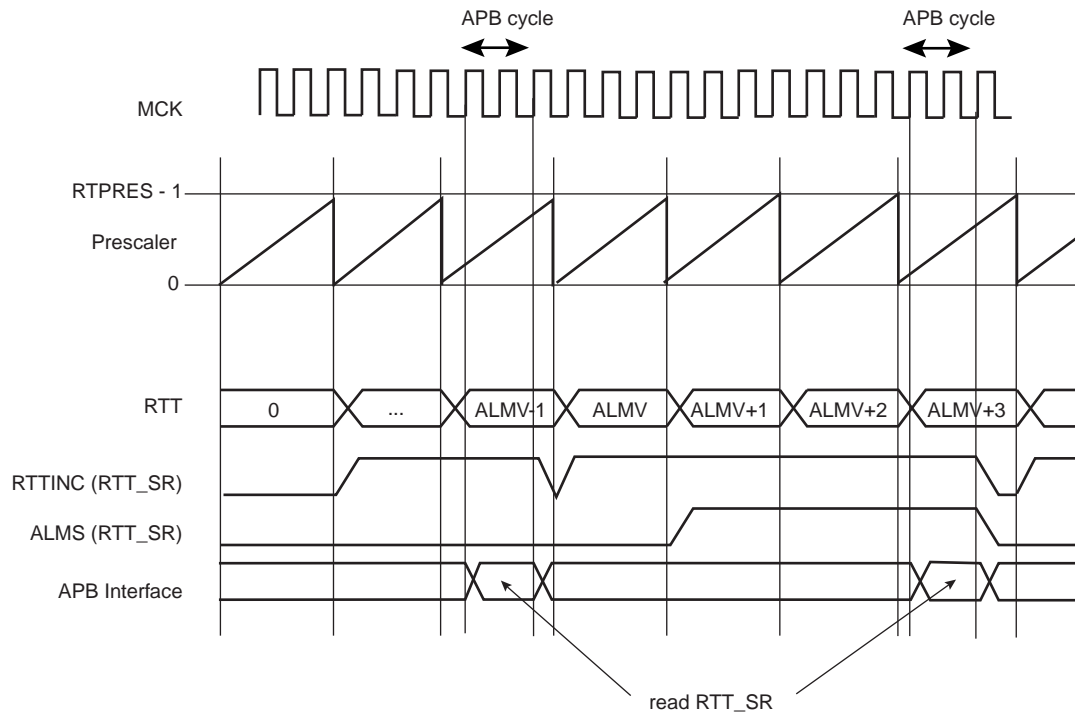 APB cycle
APB cycle
MCK
RTPRES - 1
Prescaler
0
RTT
0
...
ALMV-1
ALMV
ALMV+1
ALMV+2
ALMV+3
RTTINC (RTT_SR)
ALMS (RTT_SR)
APB Interface
read RTT_SR